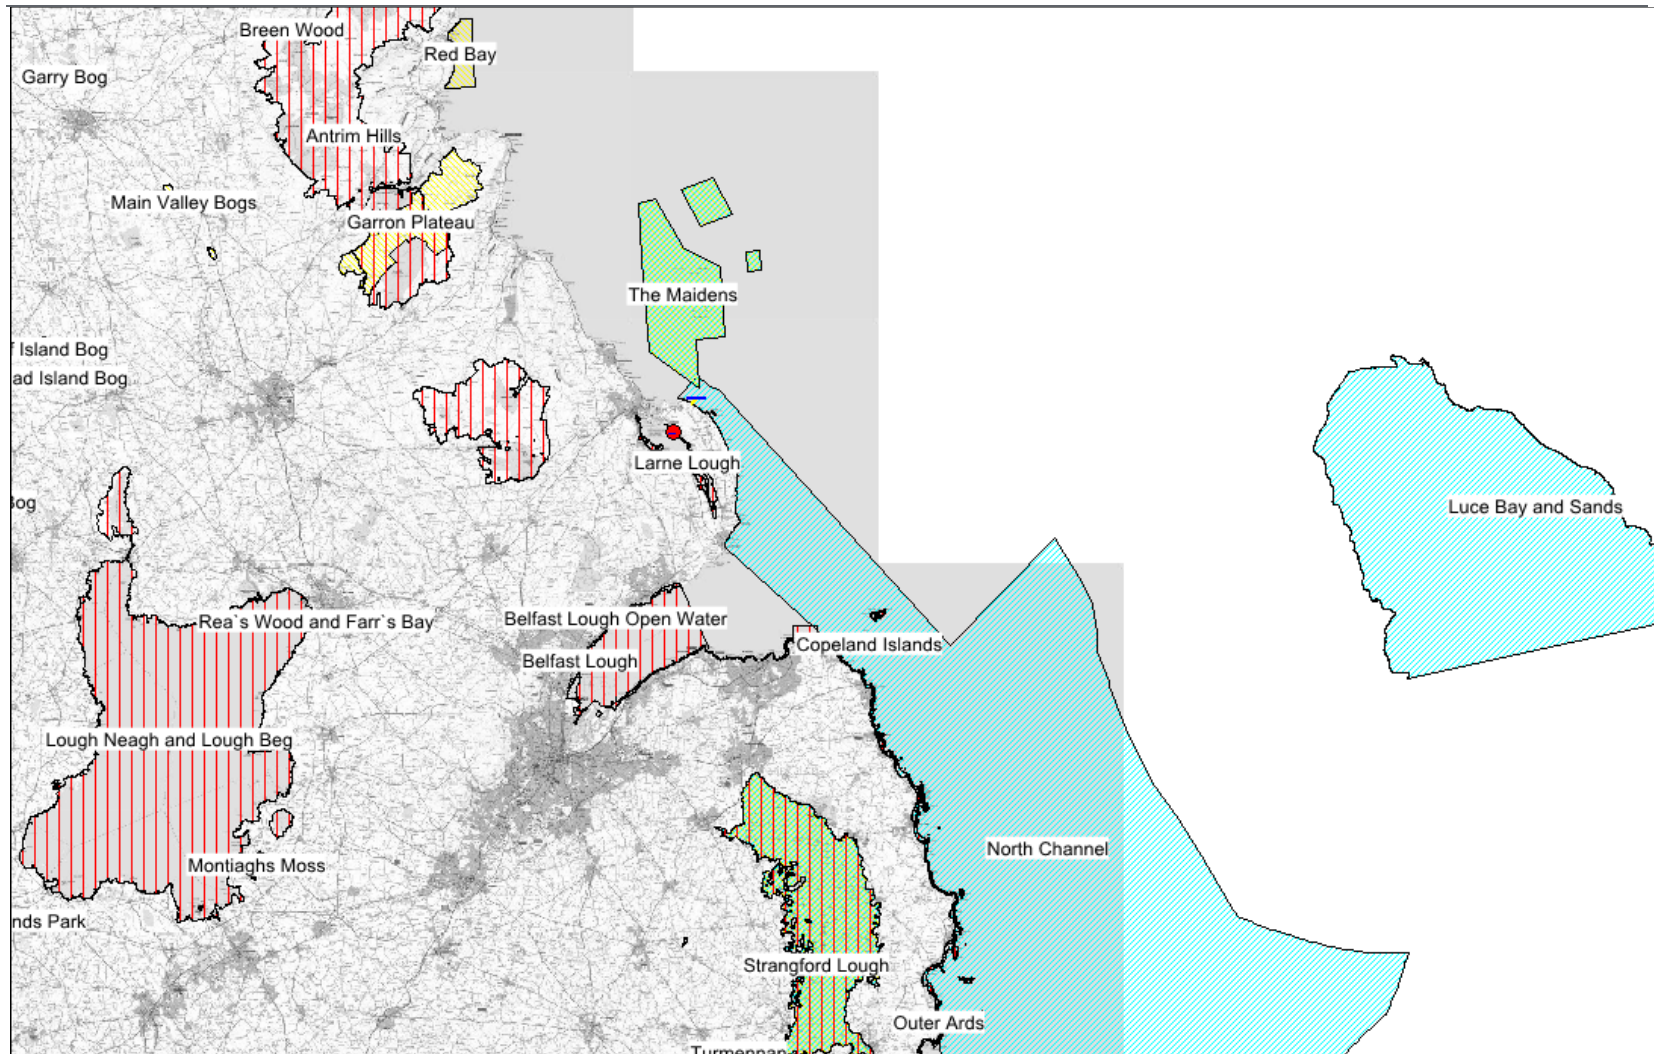 Breen Wood
Red Bay
Garry Bog
Antrim Hills
Main Valley Bogs
Garron Plateau
The Maidens
f Island Bog
ad Island Bog
Larne Lough
Bog
Luce Bay and Sands
Rea`s Wood and Farr`s Bay
Belfast Lough Open Water
Copeland Islands
Belfast Lough
Lough Neagh and Lough Beg
North Channel
Montiaghs Moss
nds Park
Strangford Lough
Outer Ards
Turmennan